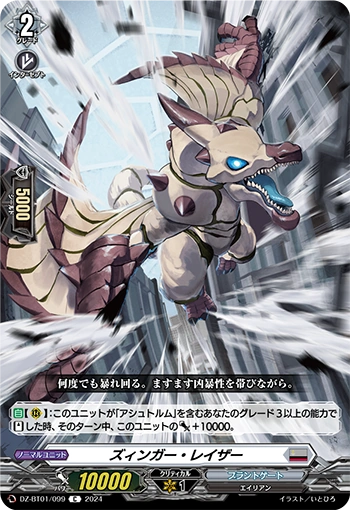 2
グレード
インターセプト
5000
シールド
何度でも暴れ回る。ますます凶暴性を帯びながら。
【自】【(R)】:このユニットが「アシュトルム」を含むあなたのグレード3以上の能力で
レストした時、そのターン中、このユニットの+10000。
ノーマルユニット
ズィンガー・レイザー
パワー
10000
クリティカル
1
ブラントゲート
エイリアン
DZ-BT01/099 C 2024
イラスト/いとひろ